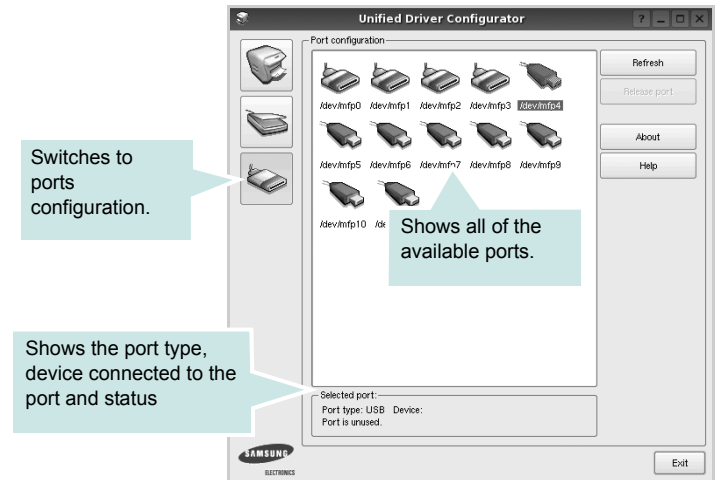 Unified Driver Configurator
Port configuration
/dev/mfp0 /dev/mfp1 /dev/mfp2 /dev/mfp3 /dev/mfp4
/dev/mfp5 /dev/mfp6 /dev/mfp7 /dev/mfp8 /dev/mfp9
/dev/mfp10 /de
Refresh
Release port
About
Help
Switches to
ports
configuration.
Shows all of the
available ports.
Shows the port type,
device connected to the
port and status
Selected port:
Port type: USB Device:
Port is unused.
SAMSUNG
ELECTRONICS
Exit